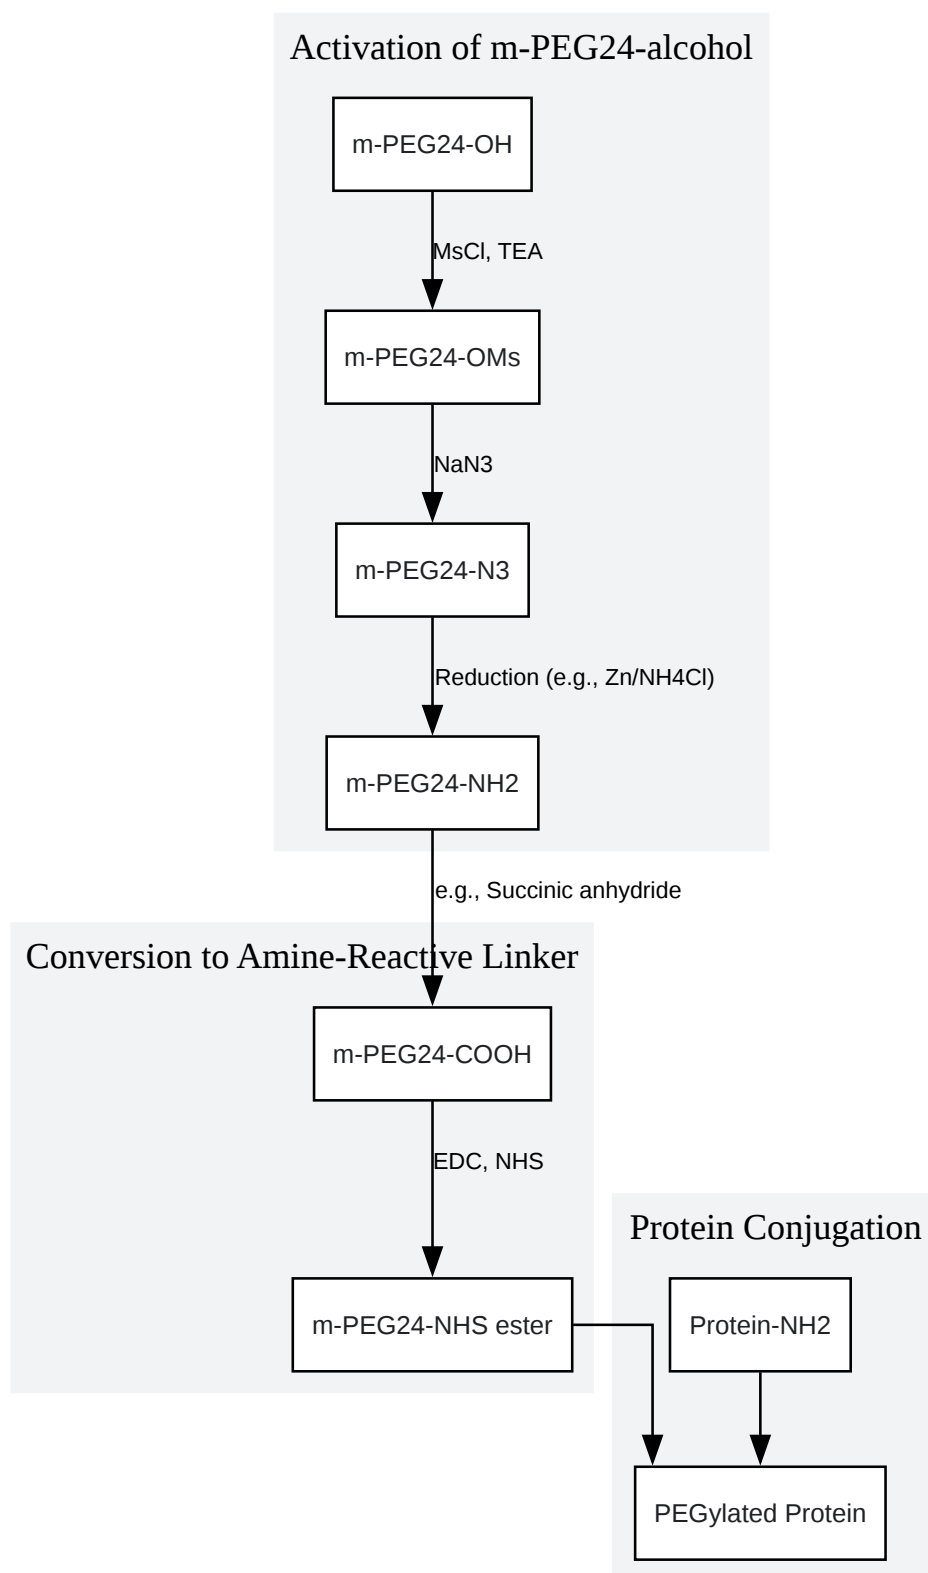 Activation of m-PEG24-alcohol
m-PEG24-OH
MsCl, TEA
m-PEG24-OMs
NaN3
m-PEG24-N3
Reduction (e.g., Zn/NH4Cl)
m-PEG24-NH2
e.g., Succinic anhydride
Conversion to Amine-Reactive Linker
m-PEG24-COOH
EDC, NHS
m-PEG24-NHS ester
Protein Conjugation
Protein-NH2
PEGylated Protein